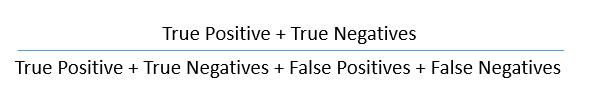 True Positive + True Negatives
True Positive + True Negatives + False Positives + False Negatives